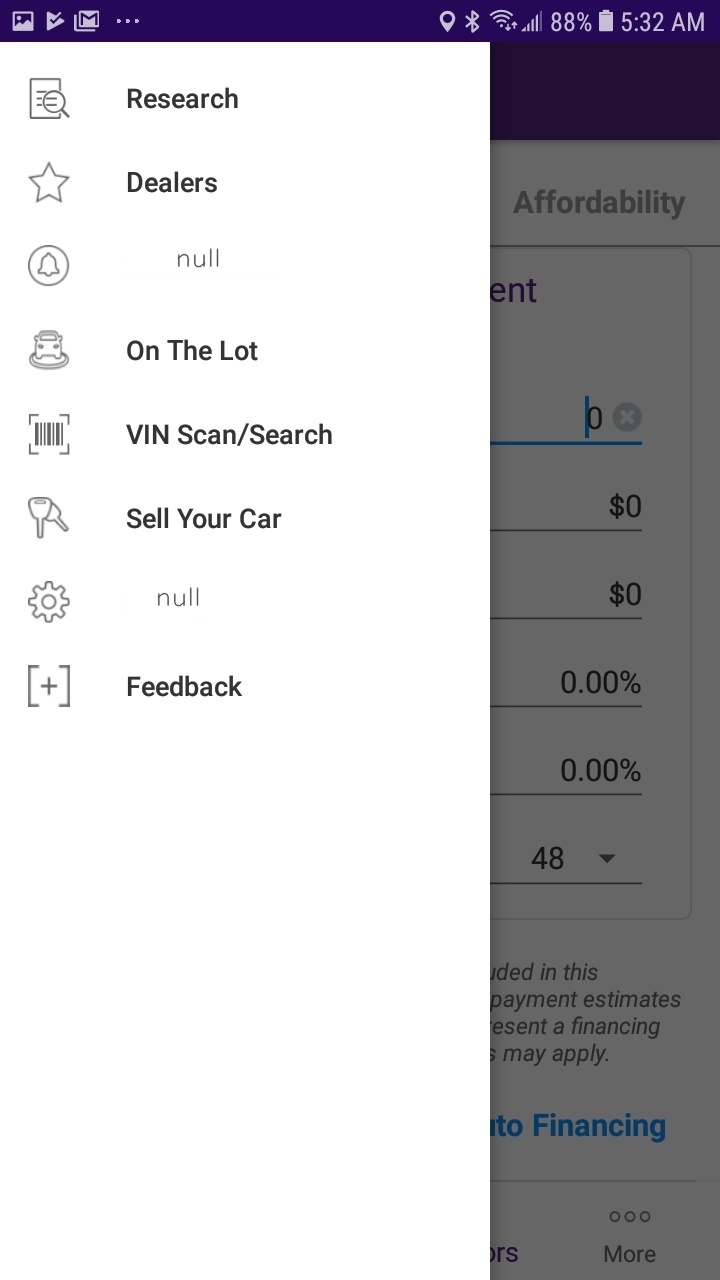 88% 5:32 AM
Research
Dealers
Affordability
null
ent
On The Lot
0
VIN Scan/Search
$0
Sell Your Car
$0
null
0.00%
Feedback
0.00%
48
uded in this
payment estimates
resent a financing
s may apply.
uto Financing
ors
More